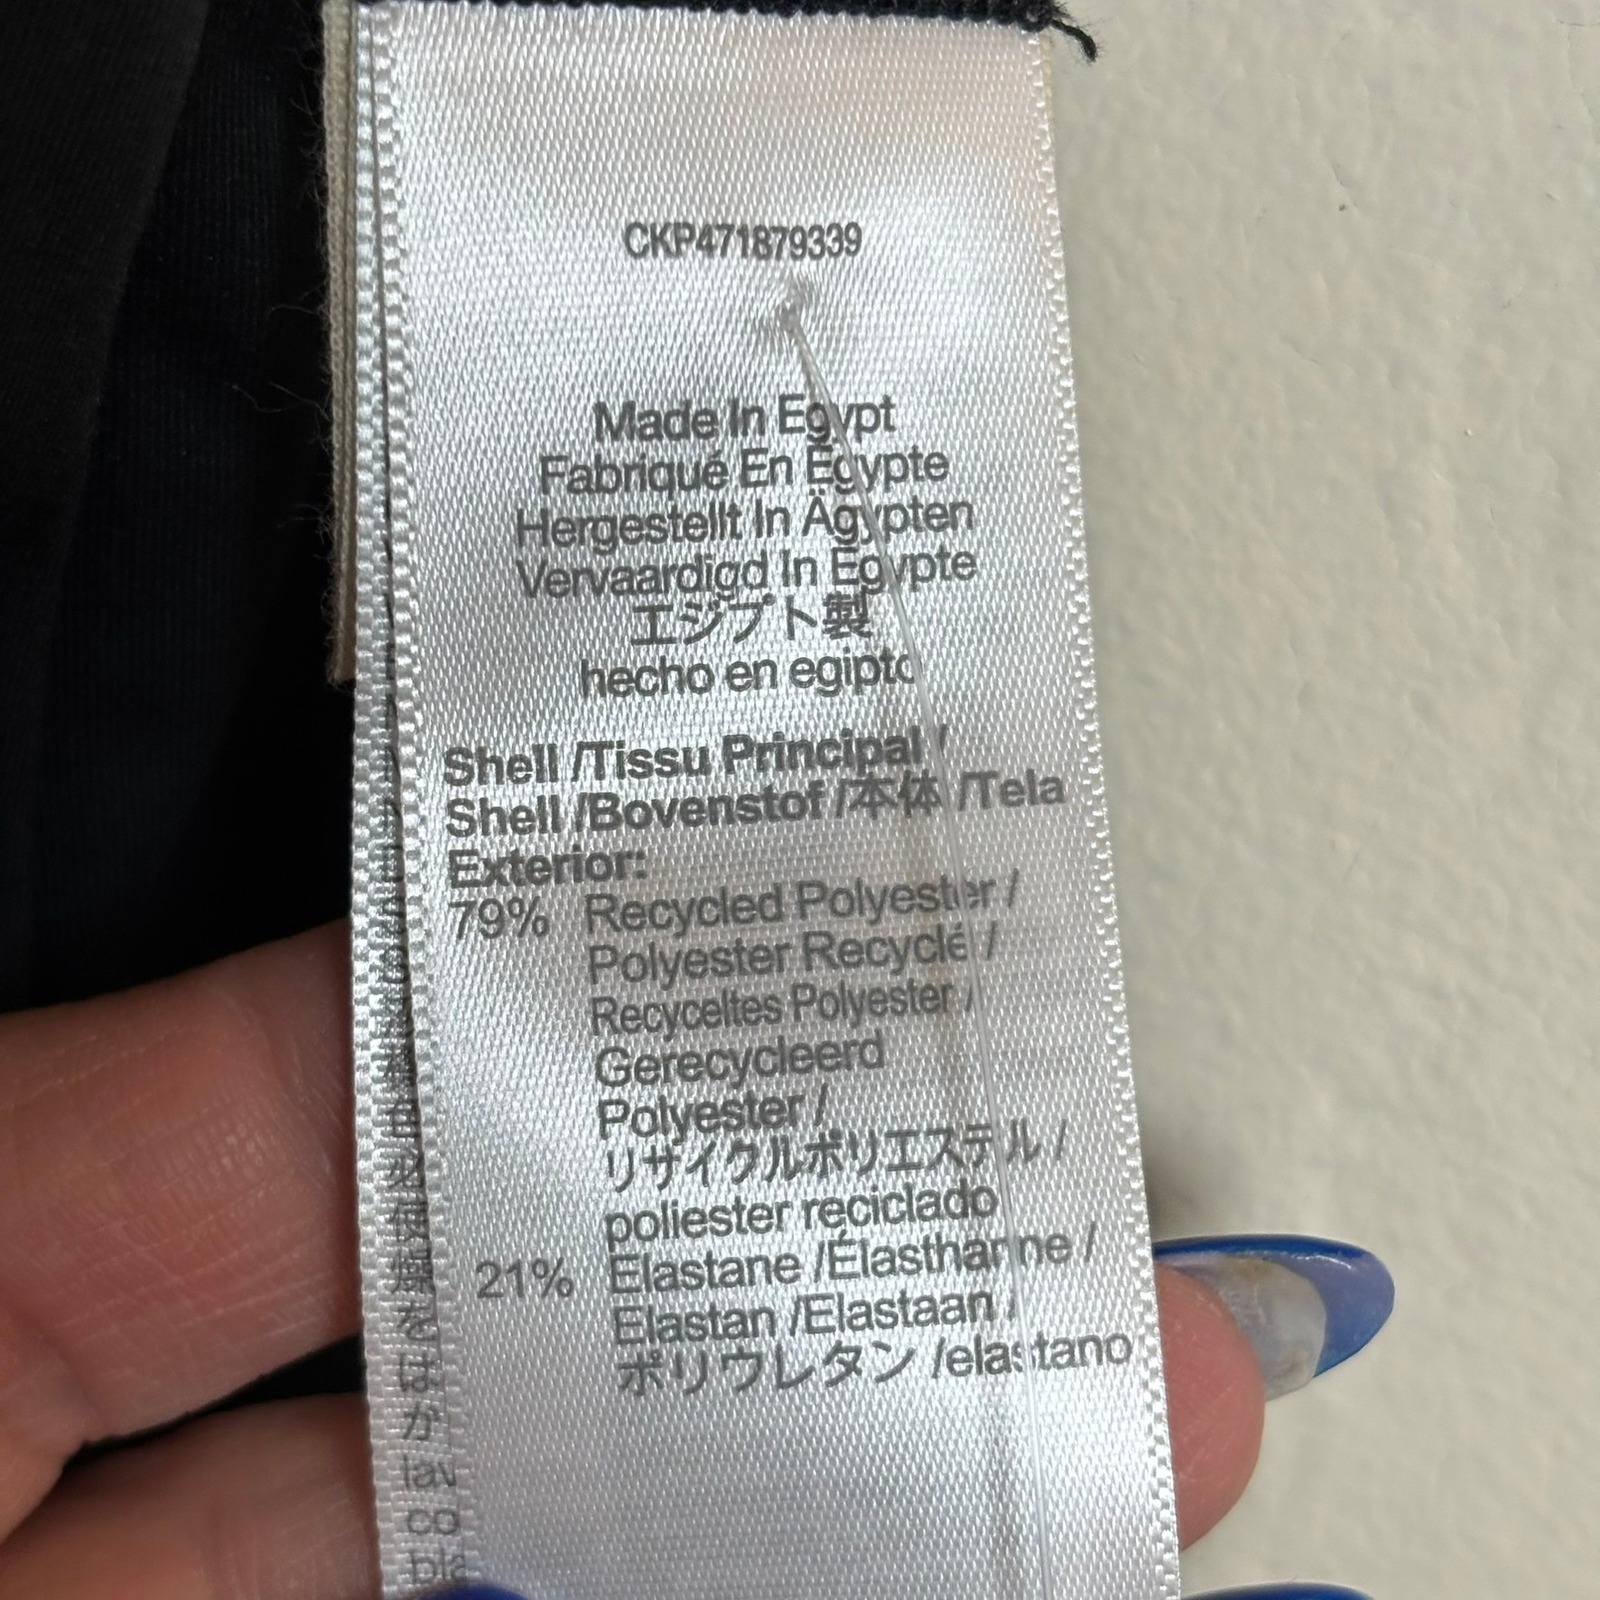 CKP471879339
Made In Egypt
Fabriqué En Égypte
Hergestellt In Ägypten
Vervaardigd In Egypte
エジプト製
hecho en egipto
Shell /Tissu Principal /
Shell /Bovenstof /本体 /Tela
Exterior:
79% Recycled Polyester /
Polyester Recyclé /
Recyceltes Polyester /
Gerecycleerd
Polyester /
リサイクルポリエステル /
poliester reciclado
21% Elastane /Élasthanne /
Elastan /Elastaan /
ポリウレタン /elastano